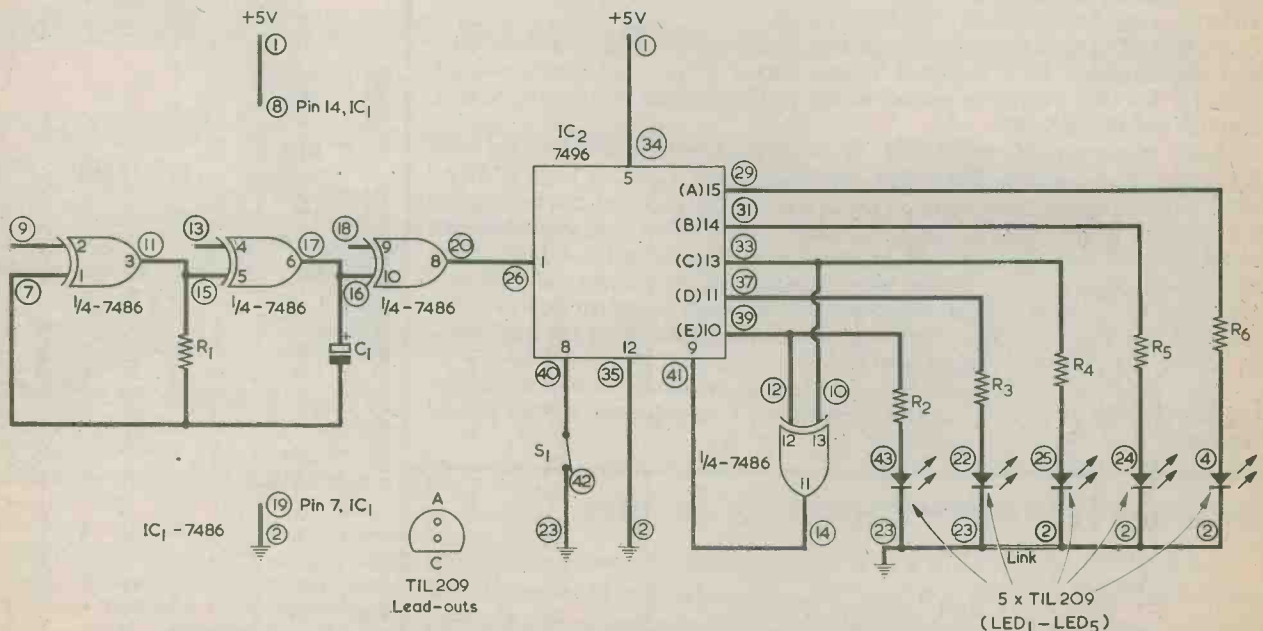 +5V
1
8 Pin 14, IC1
+5V
1
IC2
7496
34
5
29
(A)15
31
(B)14
33
(C)13
37
(D)11
39
(E)10
9
2
1
3
11
7
1/4-7486
13
4
5
6
17
15
1/4-7486
18
9
10
8
20
16
1/4-7486
26
1
R1
+
C1
8
12
9
40
35
41
12
10
12
13
11
1/4-7486
14
S1
42
23
2
R2
R3
R4
R5
R6
43
22
25
24
4
23
23
2
2
2
Link
5 x TIL 209
(LED1-LED5)
19 Pin 7, IC1
2
IC1-7486
A
C
TIL209
Lead-outs